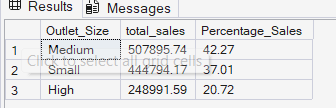 Results Messages
Outlet_Size total_sales Percentage_Sales
1 Medium 507895.74 42.27
Click to select all grid cells
2 Small 444794.17 37.01
3 High 248991.59 20.72